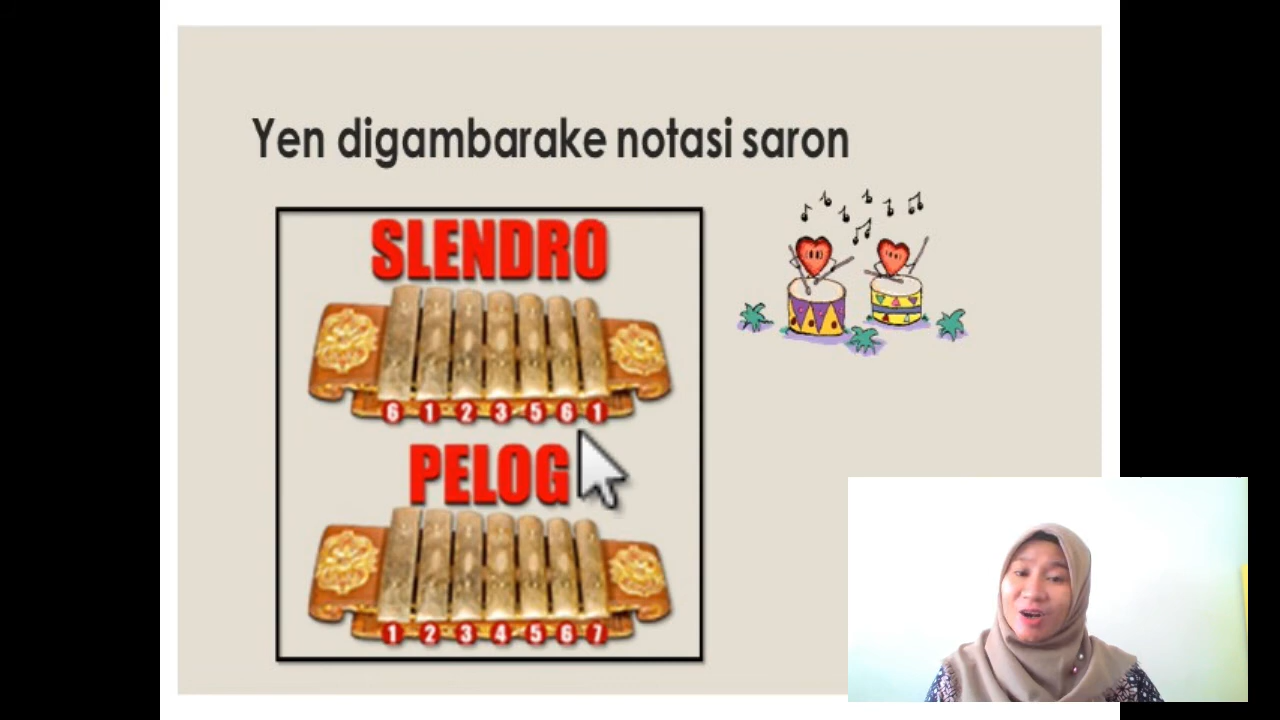 Yen digambarake notasi saron
SLENDRO
6 1 2 3 5 6 1
PELOG
1 2 3 4 5 6 7